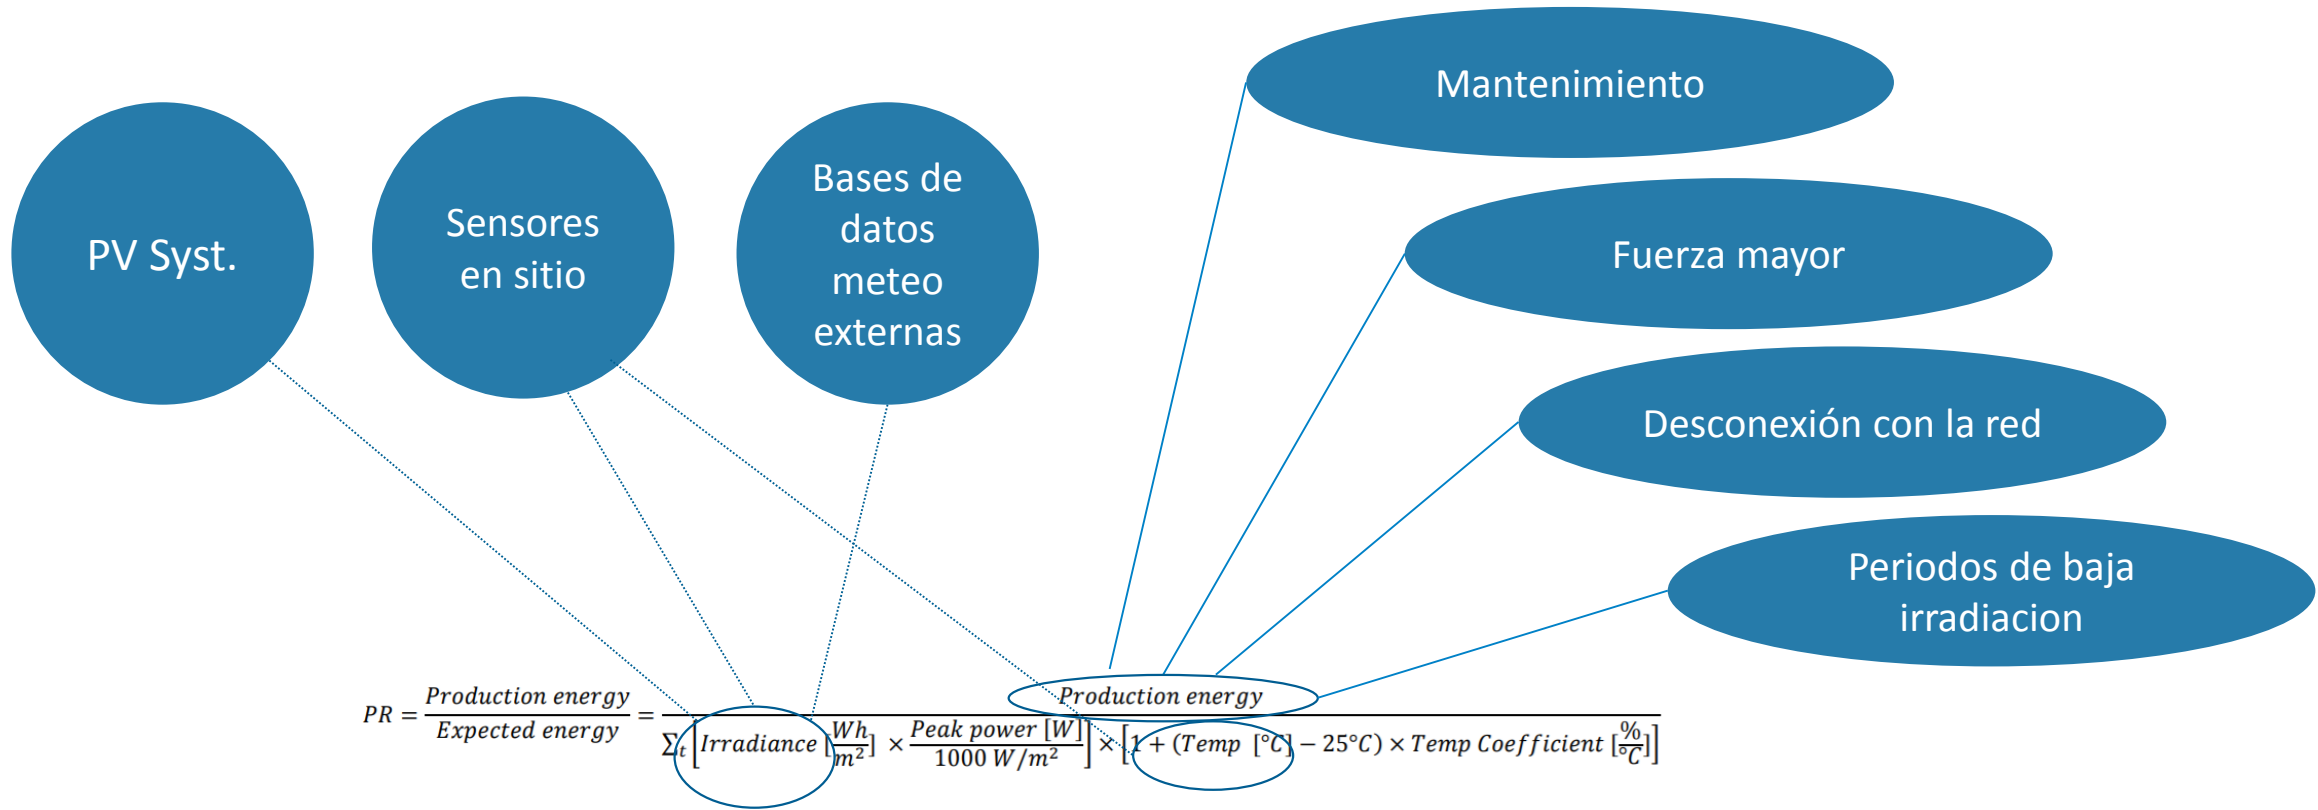 PV Syst.
Sensores
en sitio
Bases de
datos
meteo
externas
Mantenimiento
Fuerza mayor
Desconexión con la red
Periodos de baja
irradiacion
PR = Production energy / Expected energy = Production energy / ∑t [Irradiance [Wh/m²] × Peak power [W] / 1000 W/m²] × [1 + (Temp [°C] − 25°C) × Temp Coefficient [%/°C]]